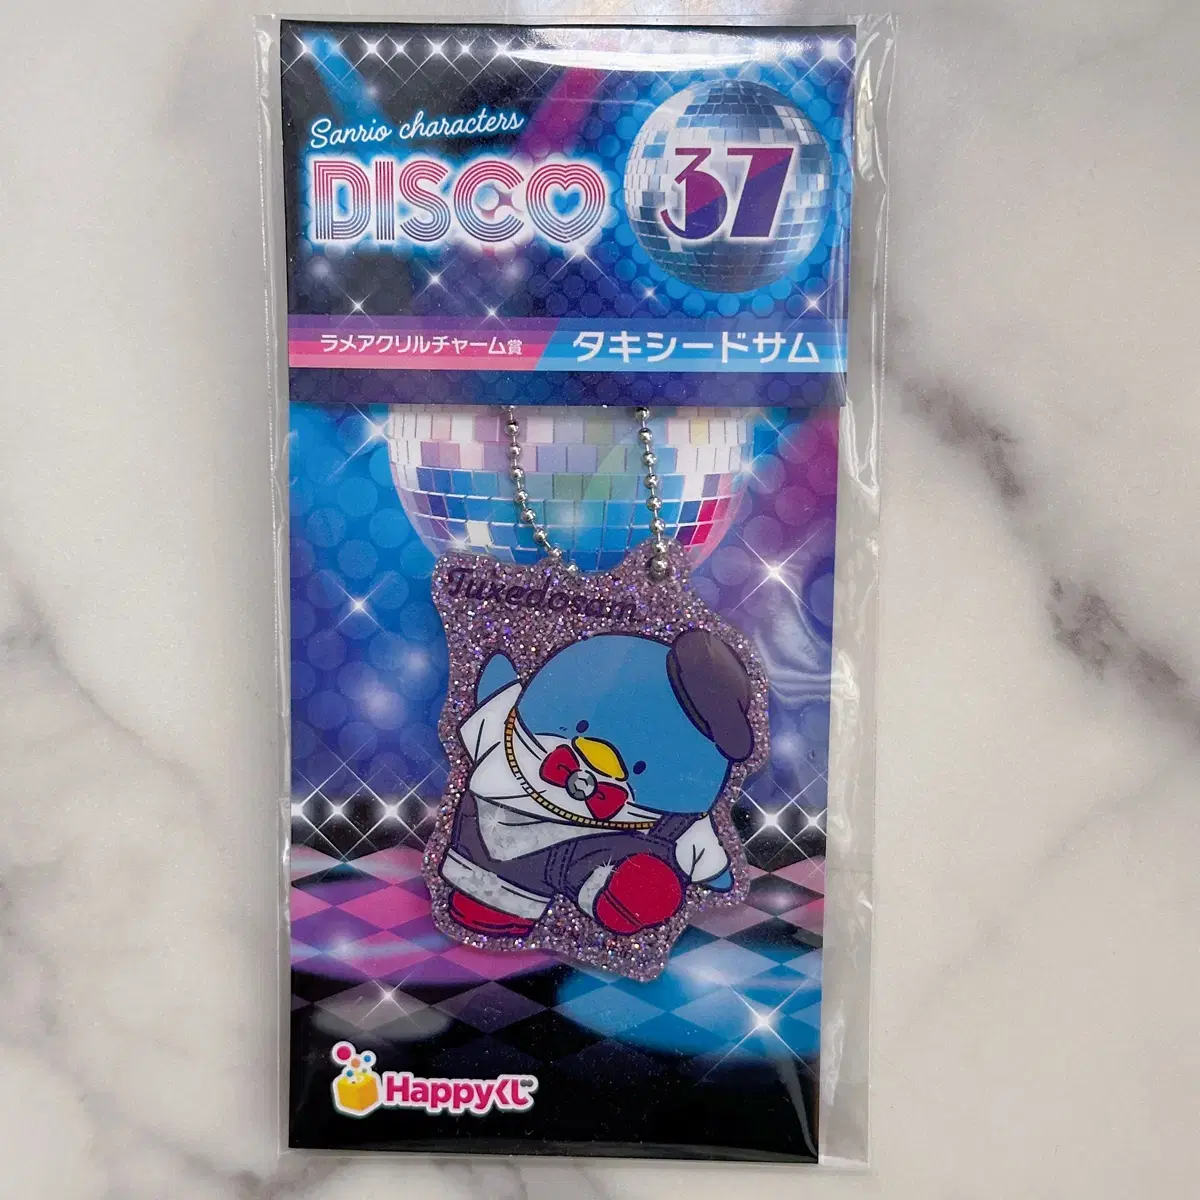 Sanrio characters
DISCO
37
ラメアクリルチャーム賞
タキシードサム
Tuxedosam
Happyくじ